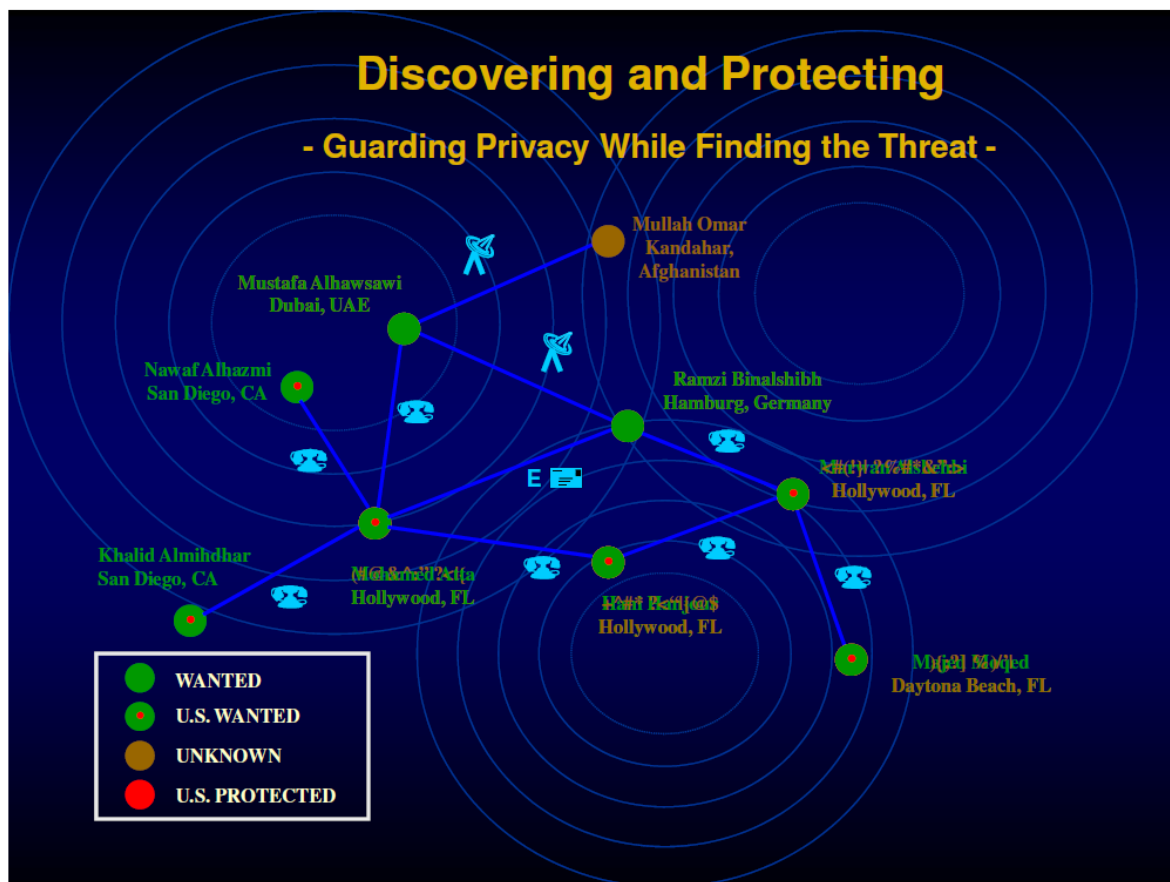 Discovering and Protecting
- Guarding Privacy While Finding the Threat -
Mullah Omar
Kandahar,
Afghanistan
Mustafa Alhawsawi
Dubai, UAE
Nawaf Alhazmi
San Diego, CA
Ramzi Binalshibh
Hamburg, Germany
Hollywood, FL
E
Khalid Almihdhar
San Diego, CA
Hollywood, FL
Hollywood, FL
Daytona Beach, FL
WANTED
U.S. WANTED
UNKNOWN
U.S. PROTECTED